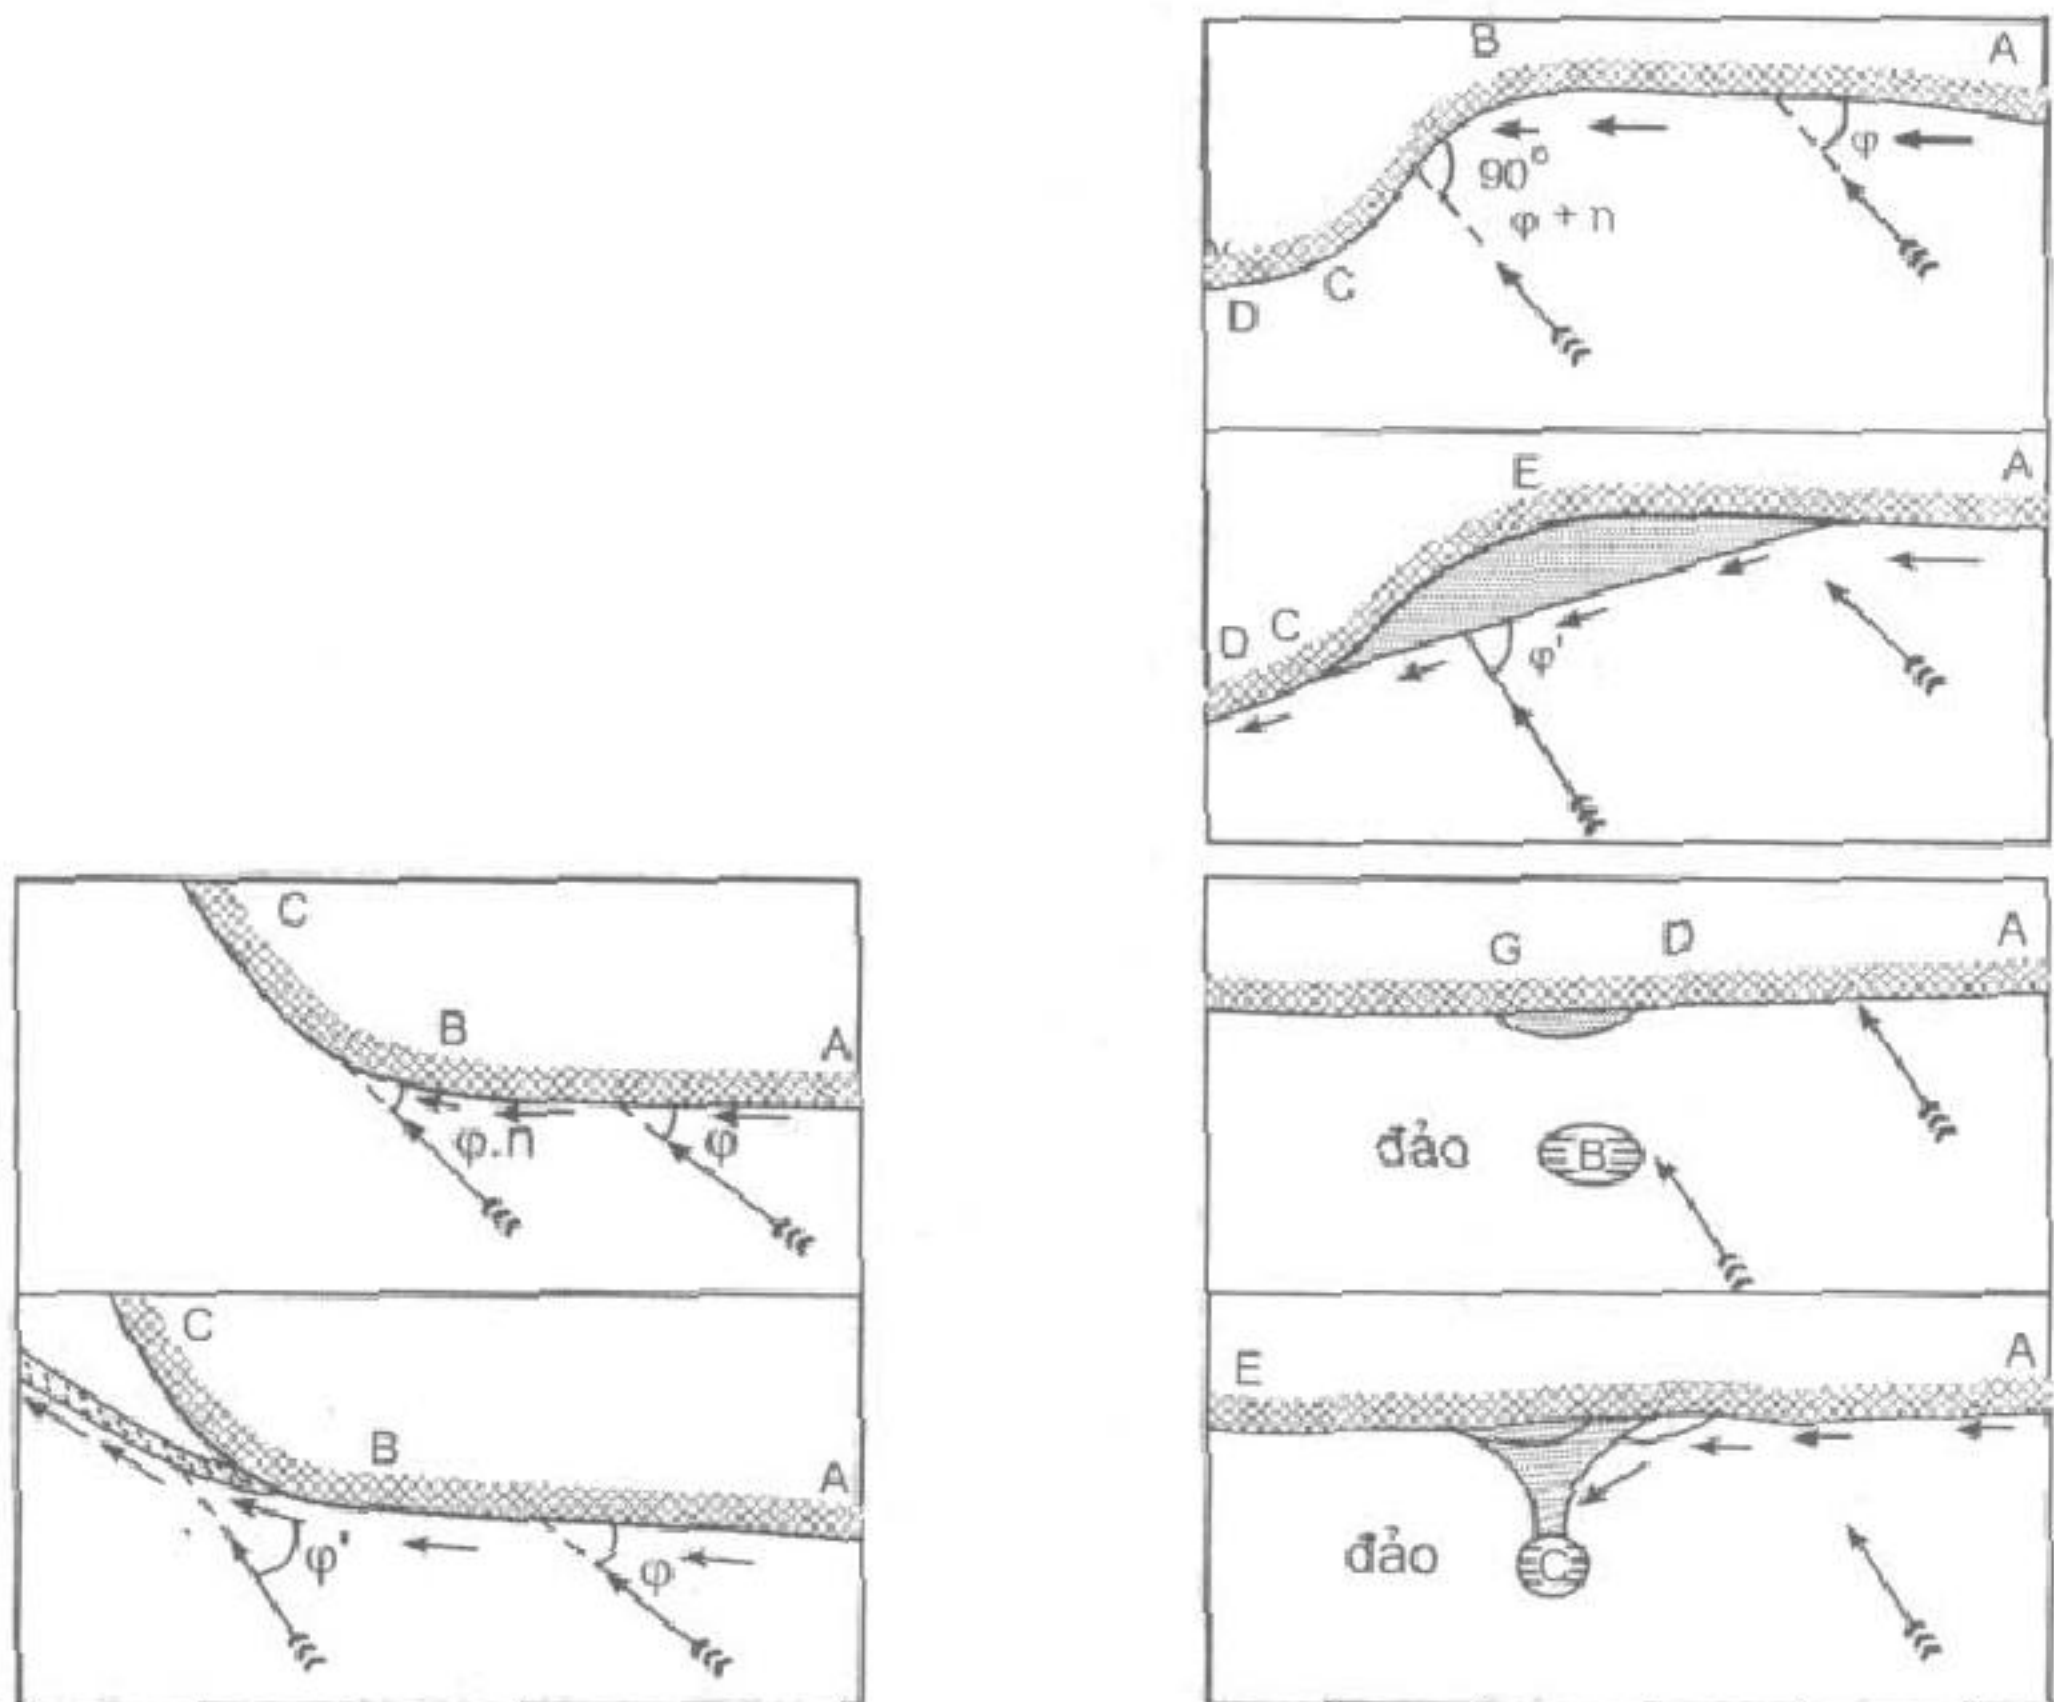 B A
φ
90°
φ + n
C
D
E A
D C
φ'
C
B
A
φ.n φ
C
B
A
φ' φ
G D A
đảo B
E A
đảo C